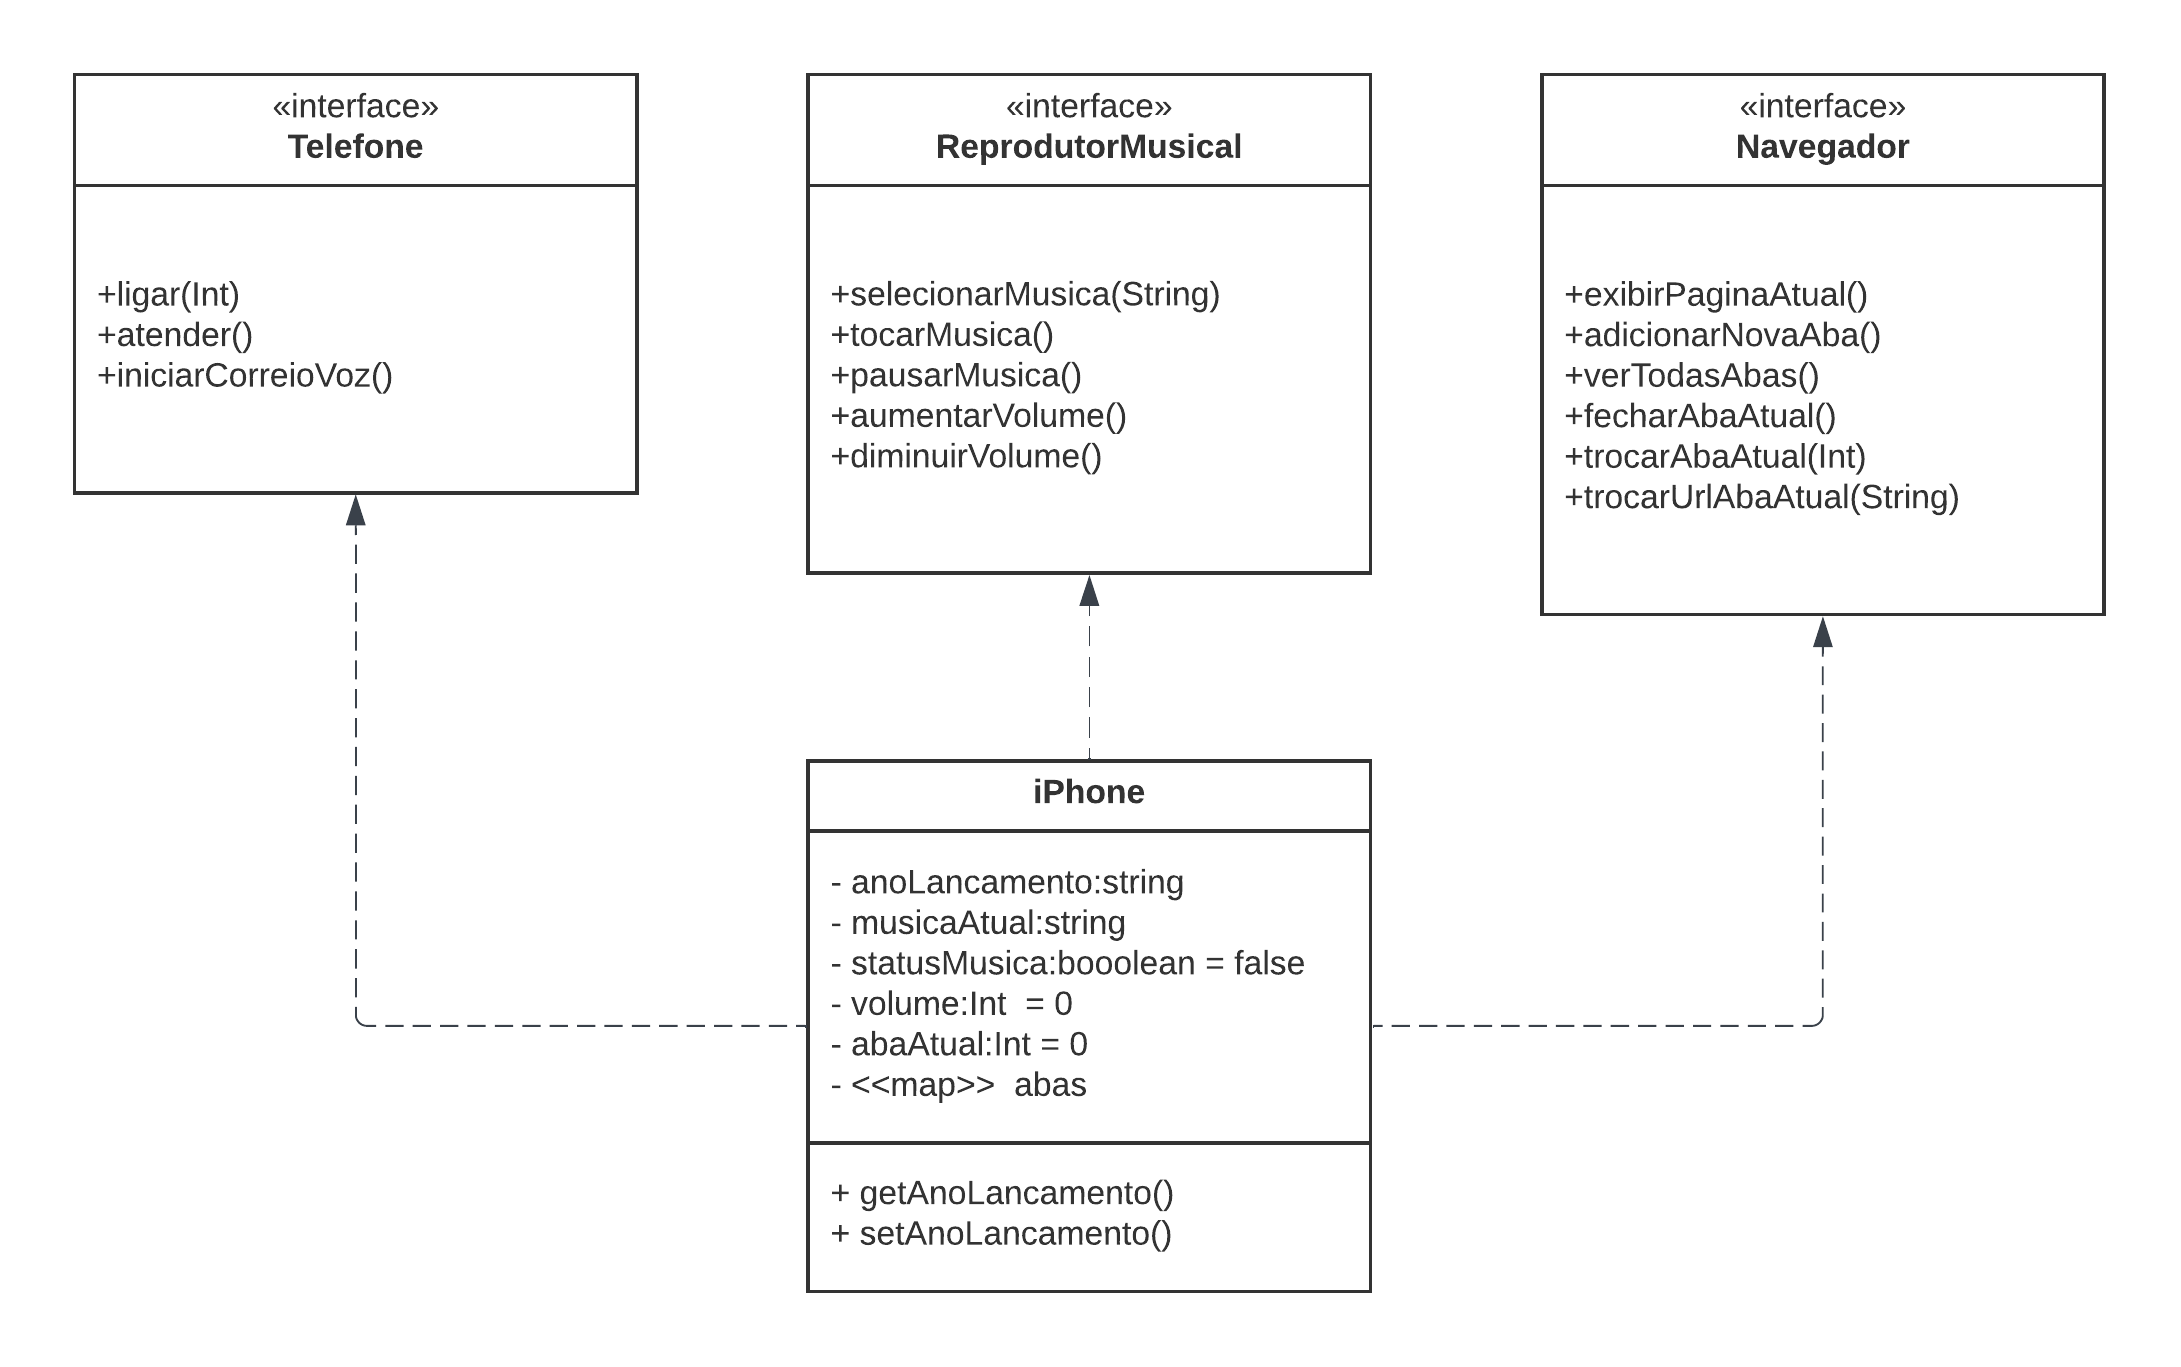 «interface»
Telefone
+ligar(Int)
+atender()
+iniciarCorreioVoz()
«interface»
ReprodutorMusical
+selecionarMusica(String)
+tocarMusica()
+pausarMusica()
+aumentarVolume()
+diminuirVolume()
«interface»
Navegador
+exibirPaginaAtual()
+adicionarNovaAba()
+verTodasAbas()
+fecharAbaAtual()
+trocarAbaAtual(Int)
+trocarUrlAbaAtual(String)
iPhone
- anoLancamento:string
- musicaAtual:string
- statusMusica:booolean = false
- volume:Int  = 0
- abaAtual:Int = 0
- <<map>>  abas
+ getAnoLancamento()
+ setAnoLancamento()